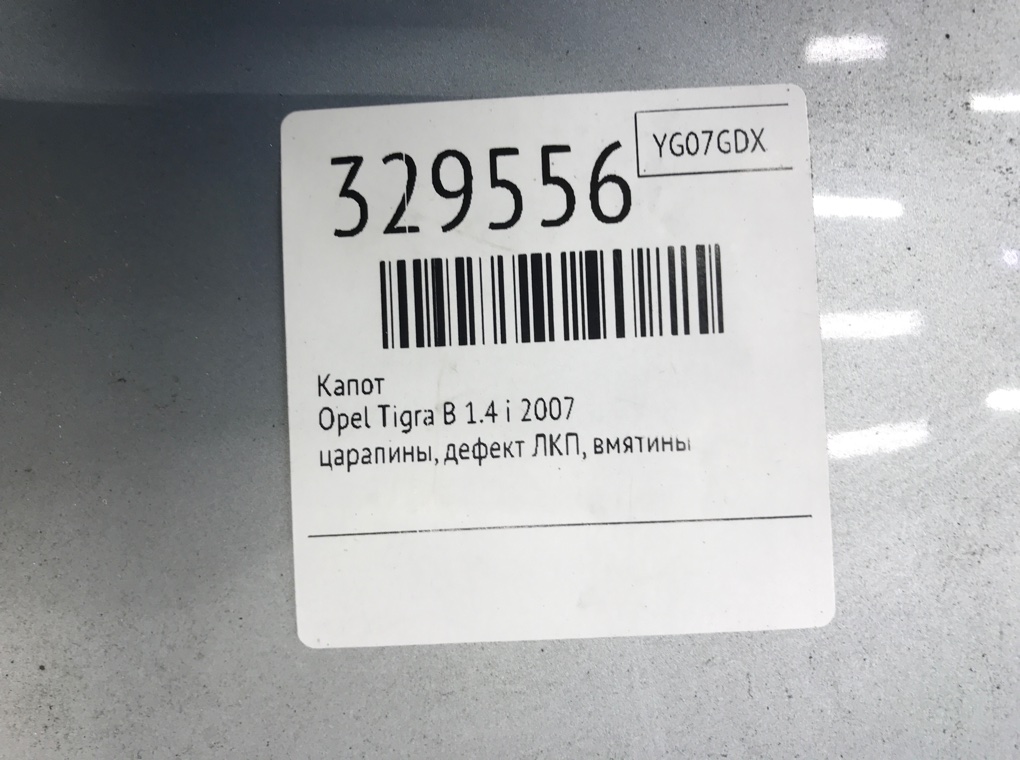 329556
YG07GDX
Капот
Opel Tigra B 1.4 i 2007
царапины, дефект ЛКП, вмятины